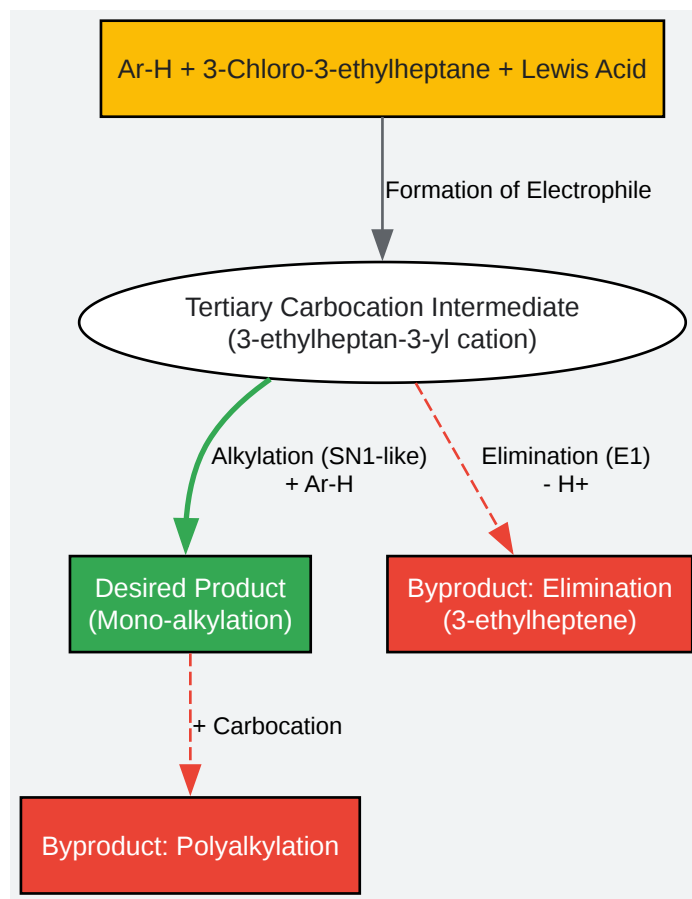 Ar-H + 3-Chloro-3-ethylheptane + Lewis Acid
Formation of Electrophile
Tertiary Carbocation Intermediate
(3-ethylheptan-3-yl cation)
Alkylation (SN1-like)
+ Ar-H
Elimination (E1)
- H+
Desired Product
(Mono-alkylation)
Byproduct: Elimination
(3-ethylheptene)
+ Carbocation
Byproduct: Polyalkylation